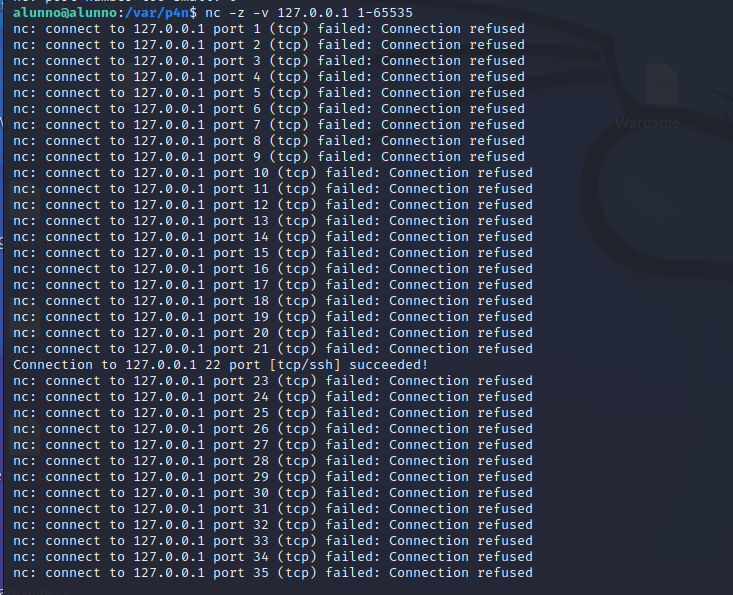 alunno@alunno:/var/p4n$ nc -z -v 127.0.0.1 1-65535
nc: connect to 127.0.0.1 port 1 (tcp) failed: Connection refused
nc: connect to 127.0.0.1 port 2 (tcp) failed: Connection refused
nc: connect to 127.0.0.1 port 3 (tcp) failed: Connection refused
nc: connect to 127.0.0.1 port 4 (tcp) failed: Connection refused
nc: connect to 127.0.0.1 port 5 (tcp) failed: Connection refused
nc: connect to 127.0.0.1 port 6 (tcp) failed: Connection refused
nc: connect to 127.0.0.1 port 7 (tcp) failed: Connection refused
nc: connect to 127.0.0.1 port 8 (tcp) failed: Connection refused
nc: connect to 127.0.0.1 port 9 (tcp) failed: Connection refused
nc: connect to 127.0.0.1 port 10 (tcp) failed: Connection refused
nc: connect to 127.0.0.1 port 11 (tcp) failed: Connection refused
nc: connect to 127.0.0.1 port 12 (tcp) failed: Connection refused
nc: connect to 127.0.0.1 port 13 (tcp) failed: Connection refused
nc: connect to 127.0.0.1 port 14 (tcp) failed: Connection refused
nc: connect to 127.0.0.1 port 15 (tcp) failed: Connection refused
nc: connect to 127.0.0.1 port 16 (tcp) failed: Connection refused
nc: connect to 127.0.0.1 port 17 (tcp) failed: Connection refused
nc: connect to 127.0.0.1 port 18 (tcp) failed: Connection refused
nc: connect to 127.0.0.1 port 19 (tcp) failed: Connection refused
nc: connect to 127.0.0.1 port 20 (tcp) failed: Connection refused
nc: connect to 127.0.0.1 port 21 (tcp) failed: Connection refused
Connection to 127.0.0.1 22 port [tcp/ssh] succeeded!
nc: connect to 127.0.0.1 port 23 (tcp) failed: Connection refused
nc: connect to 127.0.0.1 port 24 (tcp) failed: Connection refused
nc: connect to 127.0.0.1 port 25 (tcp) failed: Connection refused
nc: connect to 127.0.0.1 port 26 (tcp) failed: Connection refused
nc: connect to 127.0.0.1 port 27 (tcp) failed: Connection refused
nc: connect to 127.0.0.1 port 28 (tcp) failed: Connection refused
nc: connect to 127.0.0.1 port 29 (tcp) failed: Connection refused
nc: connect to 127.0.0.1 port 30 (tcp) failed: Connection refused
nc: connect to 127.0.0.1 port 31 (tcp) failed: Connection refused
nc: connect to 127.0.0.1 port 32 (tcp) failed: Connection refused
nc: connect to 127.0.0.1 port 33 (tcp) failed: Connection refused
nc: connect to 127.0.0.1 port 34 (tcp) failed: Connection refused
nc: connect to 127.0.0.1 port 35 (tcp) failed: Connection refused
Wargame-...